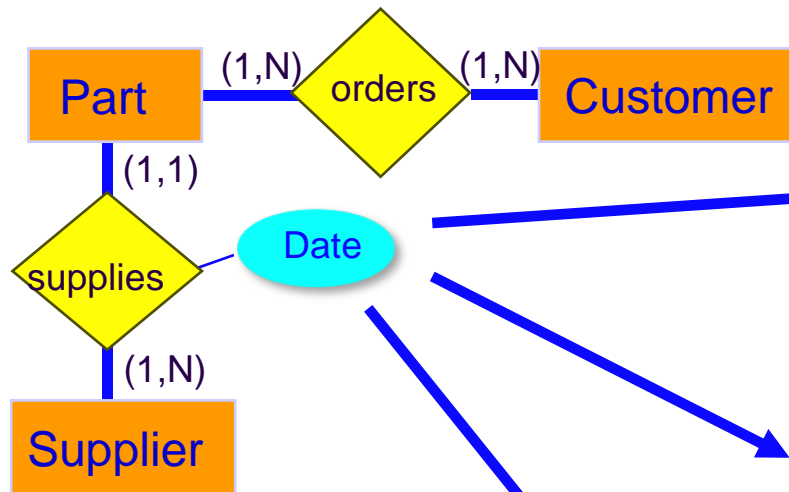 (1,N)
orders
(1,N)
Part
Customer
(1,1)
Date
supplies
(1,N)
Supplier